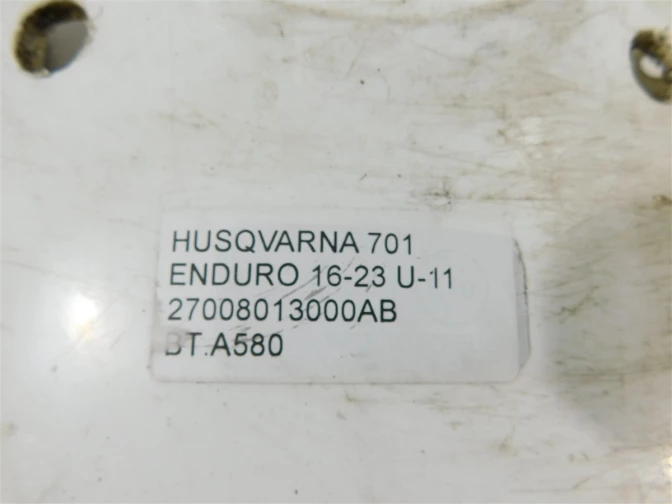 HUSQVARNA 701
ENDURO 16-23 U-11
27008013000AB
BT.A580